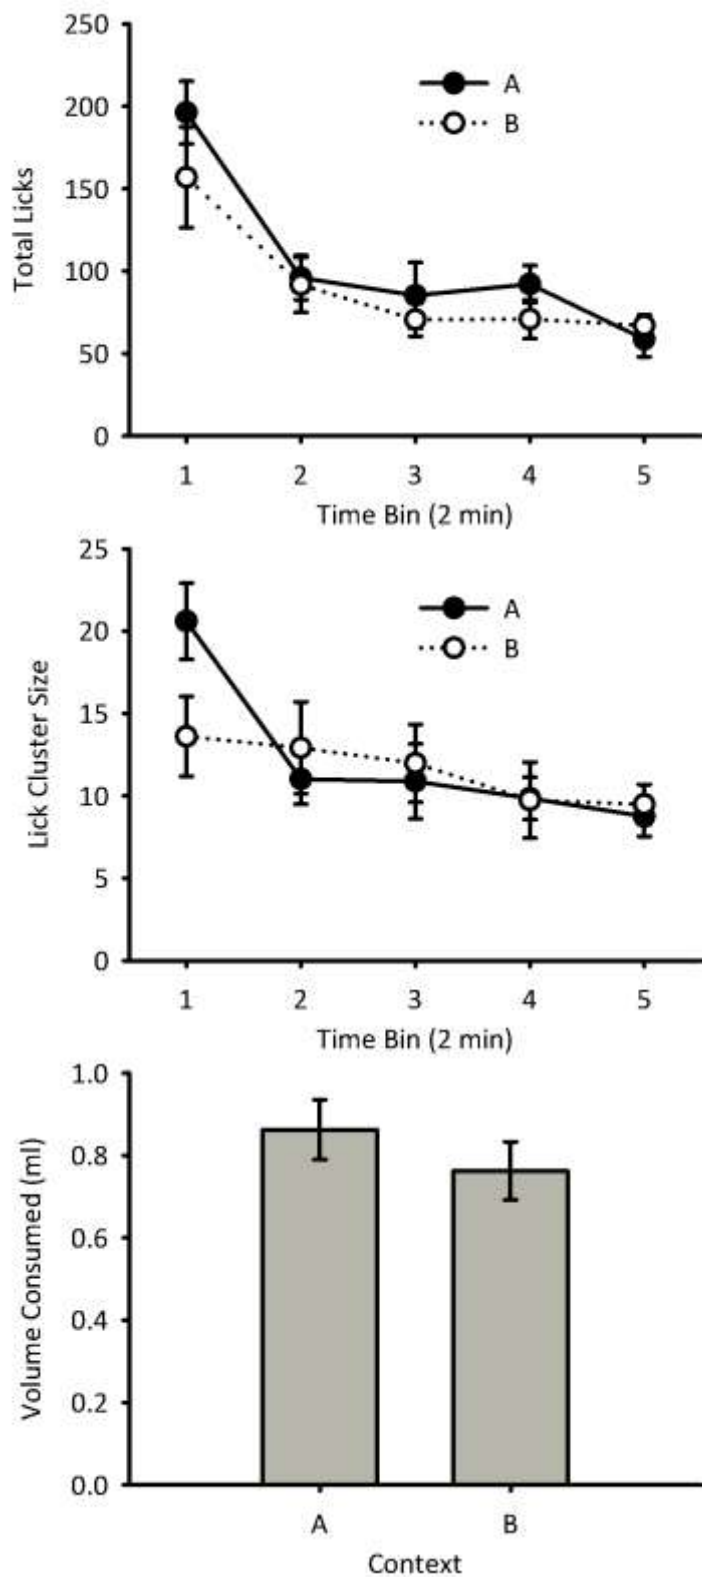 250
200
150
100
50
0
Total Licks
A
B
1 2 3 4 5
Time Bin (2 min)
25
20
15
10
5
0
Lick Cluster Size
A
B
1 2 3 4 5
Time Bin (2 min)
1.0
0.8
0.6
0.4
0.2
0.0
Volume Consumed (ml)
A B
Context